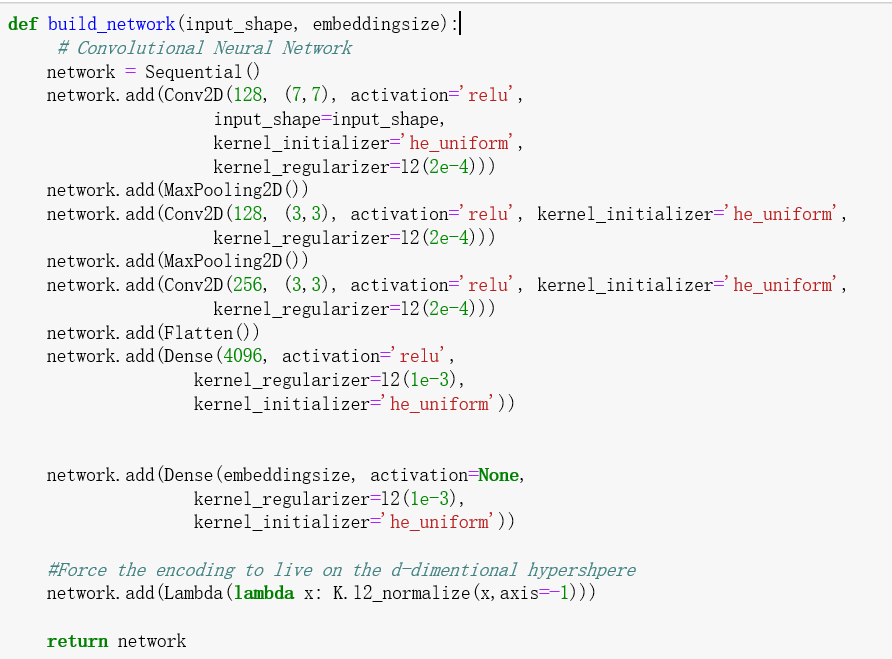 def build_network(input_shape, embeddingsize):
# Convolutional Neural Network
network = Sequential()
network.add(Conv2D(128, (7,7), activation='relu',
input_shape=input_shape,
kernel_initializer='he_uniform',
kernel_regularizer=l2(2e-4)))
network.add(MaxPooling2D())
network.add(Conv2D(128, (3,3), activation='relu', kernel_initializer='he_uniform',
kernel_regularizer=l2(2e-4)))
network.add(MaxPooling2D())
network.add(Conv2D(256, (3,3), activation='relu', kernel_initializer='he_uniform',
kernel_regularizer=l2(2e-4)))
network.add(Flatten())
network.add(Dense(4096, activation='relu',
kernel_regularizer=l2(1e-3),
kernel_initializer='he_uniform'))
network.add(Dense(embeddingsize, activation=None,
kernel_regularizer=l2(1e-3),
kernel_initializer='he_uniform'))
#Force the encoding to live on the d-dimentional hypershpere
network.add(Lambda(lambda x: K.l2_normalize(x,axis=-1)))
return network